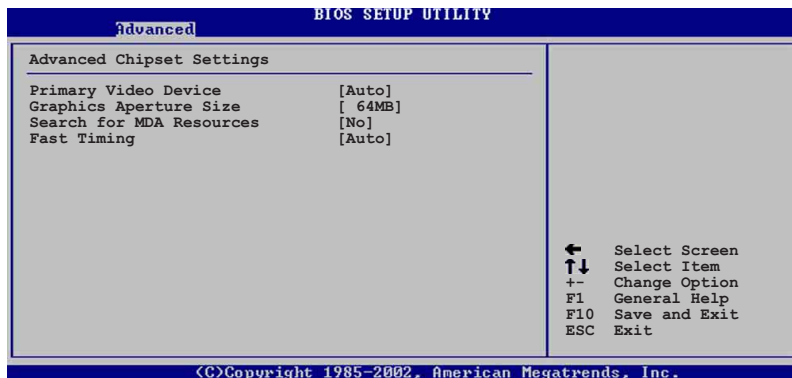 BIOS SETUP UTILITY
Advanced
Advanced Chipset Settings
Primary Video Device [Auto]
Graphics Aperture Size [ 64MB]
Search for MDA Resources [No]
Fast Timing [Auto]
← Select Screen
↑↓ Select Item
+- Change Option
F1 General Help
F10 Save and Exit
ESC Exit
(C)Copyright 1985-2002, American Megatrends, Inc.